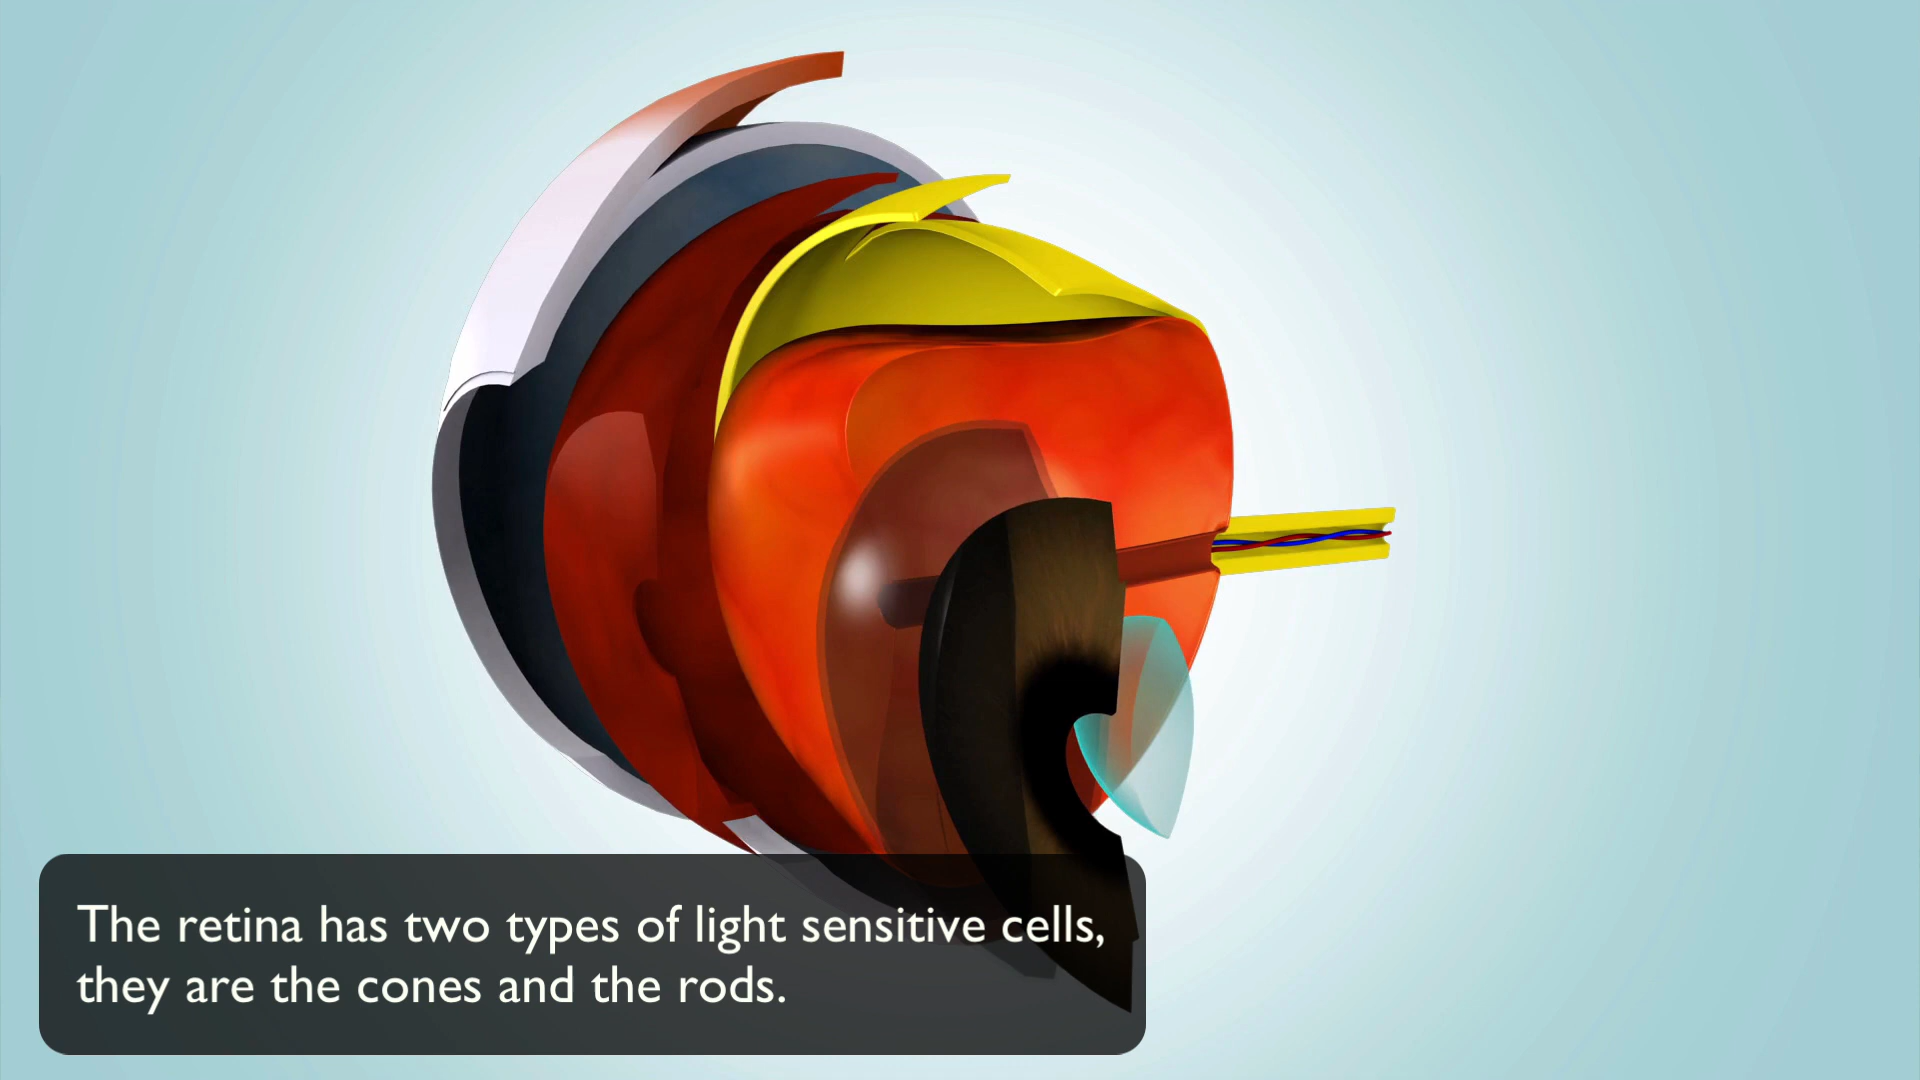 The retina has two types of light sensitive cells,
they are the cones and the rods.